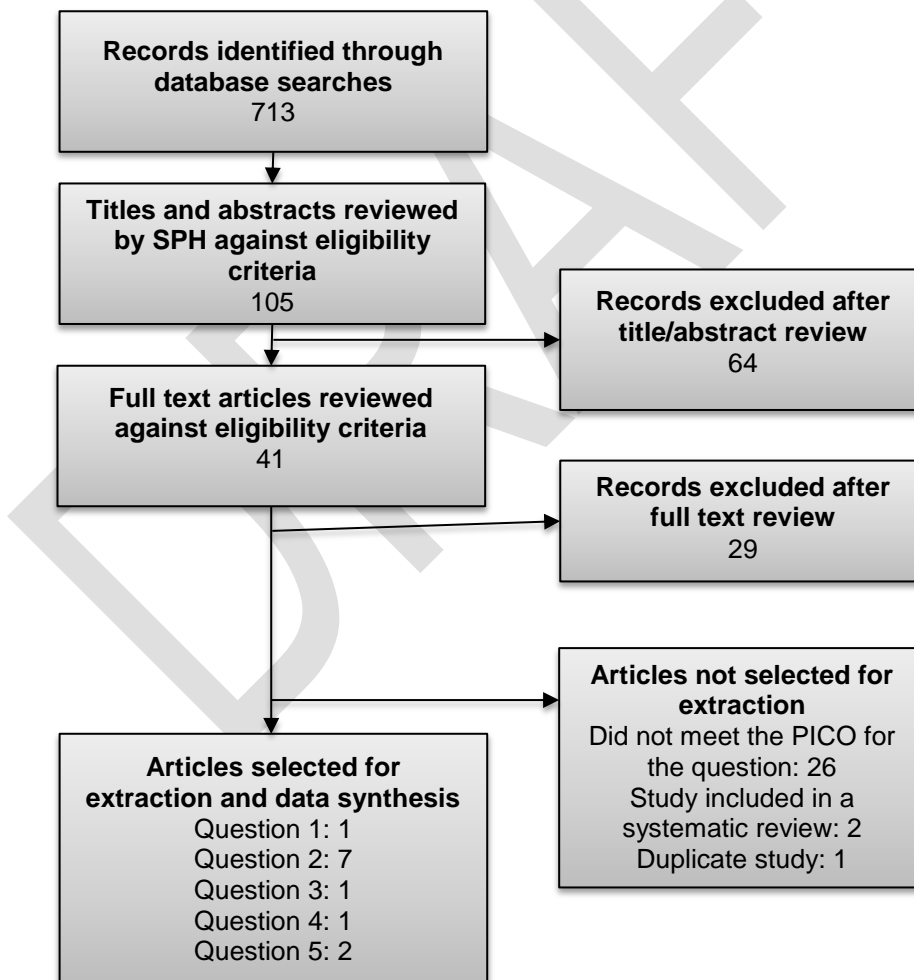 Records identified through
database searches
713
Titles and abstracts reviewed
by SPH against eligibility
criteria
105
Records excluded after
title/abstract review
64
Full text articles reviewed
against eligibility criteria
41
Records excluded after
full text review
29
Articles not selected for
extraction
Did not meet the PICO for
the question: 26
Study included in a
systematic review: 2
Duplicate study: 1
Articles selected for
extraction and data synthesis
Question 1: 1
Question 2: 7
Question 3: 1
Question 4: 1
Question 5: 2
DRAF